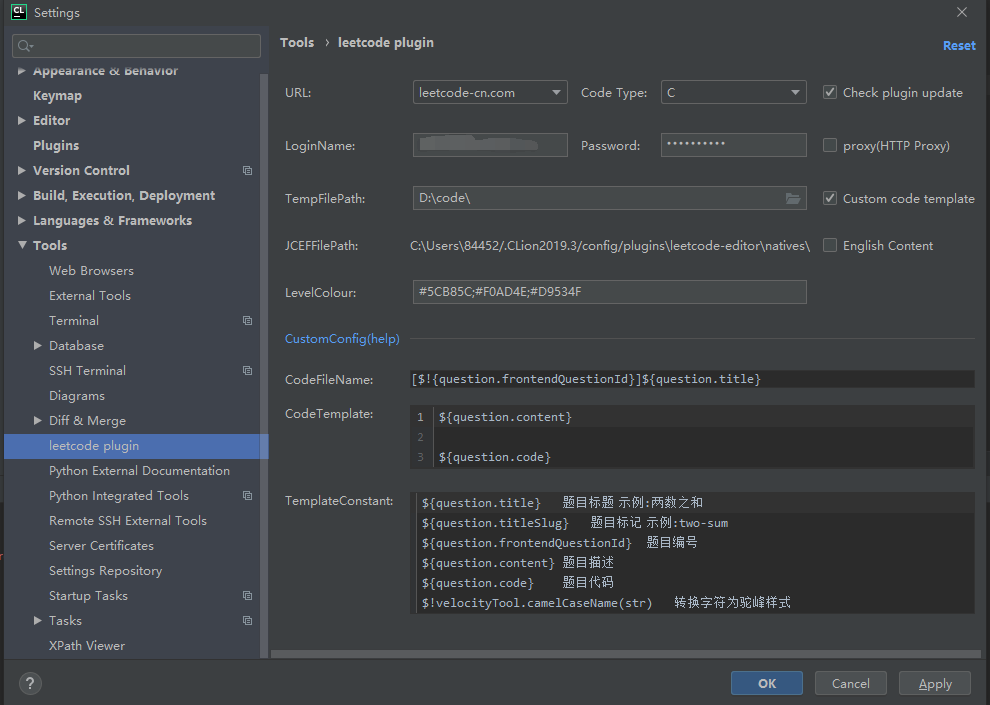 CL Settings
Tools › leetcode plugin
Reset
Appearance & Behavior
Keymap
Editor
Plugins
Version Control
Build, Execution, Deployment
Languages & Frameworks
Tools
Web Browsers
External Tools
Terminal
Database
SSH Terminal
Diagrams
Diff & Merge
leetcode plugin
Python External Documentation
Python Integrated Tools
Remote SSH External Tools
Server Certificates
Settings Repository
Startup Tasks
Tasks
XPath Viewer
URL: leetcode-cn.com Code Type: C Check plugin update
LoginName: Password: ********** proxy(HTTP Proxy)
TempFilePath: D:\code\ Custom code template
JCEFFilePath: C:\Users\84452/.CLion2019.3/config/plugins\leetcode-editor\natives\ English Content
LevelColour: #5CB85C;#F0AD4E;#D9534F
CustomConfig(help)
CodeFileName: [$!{question.frontendQuestionId}]${question.title}
CodeTemplate: 1 ${question.content}
2
3 ${question.code}
TemplateConstant: ${question.title} 题目标题 示例:两数之和
${question.titleSlug} 题目标记 示例:two-sum
${question.frontendQuestionId} 题目编号
${question.content} 题目描述
${question.code} 题目代码
$!velocityTool.camelCaseName(str) 转换字符为驼峰样式
? OK Cancel Apply